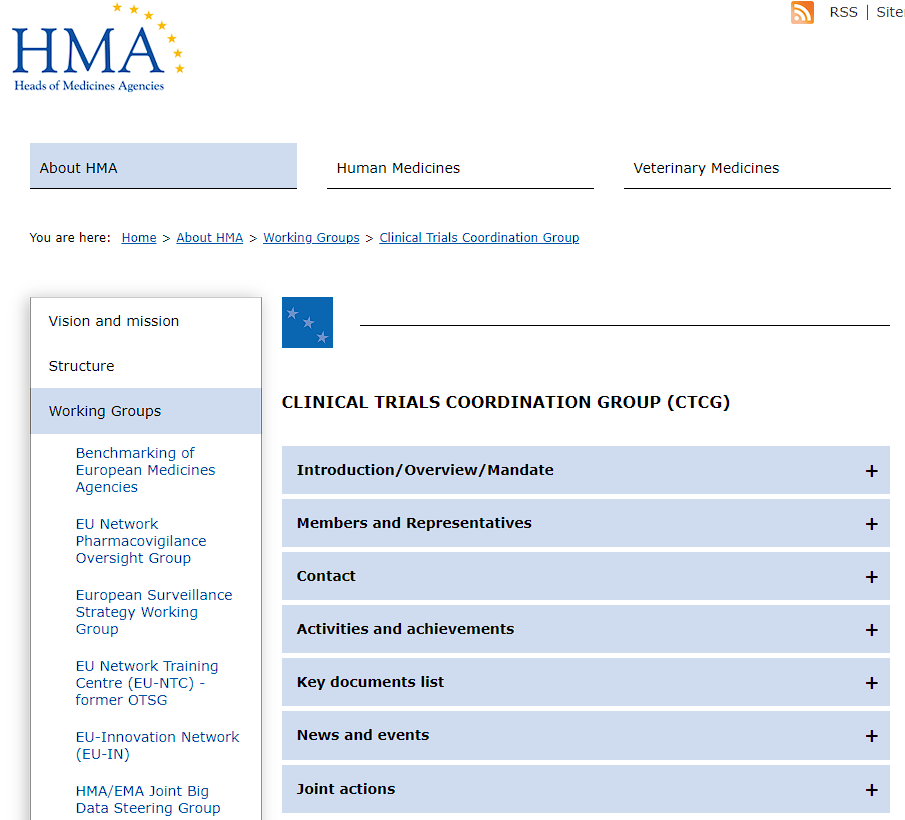 HMA
Heads of Medicines Agencies
RSS | Site
About HMA
Human Medicines
Veterinary Medicines
You are here: Home > About HMA > Working Groups > Clinical Trials Coordination Group
Vision and mission
Structure
Working Groups
Benchmarking of
European Medicines
Agencies
EU Network
Pharmacovigilance
Oversight Group
European Surveillance
Strategy Working
Group
EU Network Training
Centre (EU-NTC) -
former OTSG
EU-Innovation Network
(EU-IN)
HMA/EMA Joint Big
Data Steering Group
CLINICAL TRIALS COORDINATION GROUP (CTCG)
Introduction/Overview/Mandate +
Members and Representatives +
Contact +
Activities and achievements +
Key documents list +
News and events +
Joint actions +